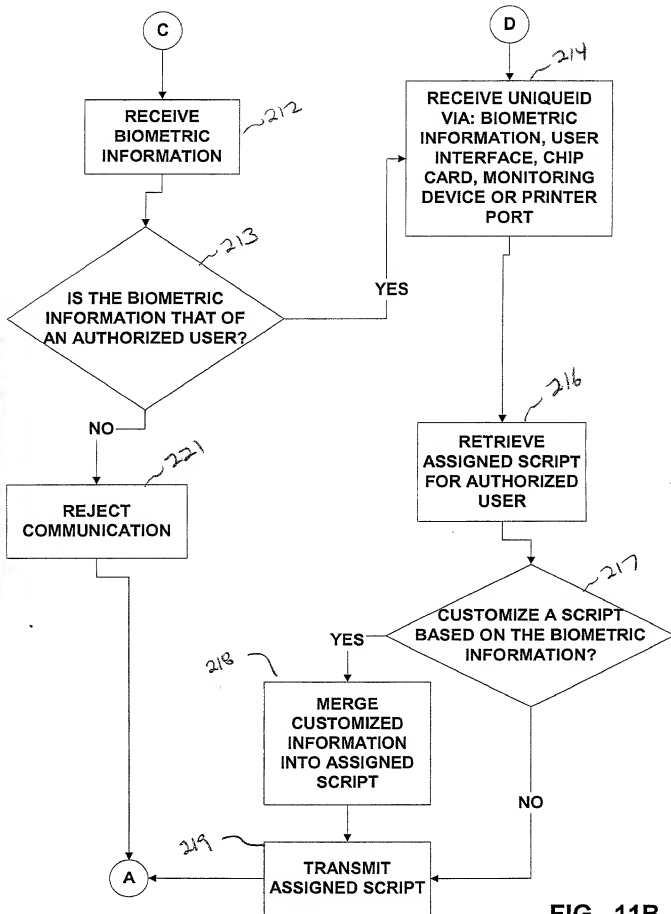 C
D
RECEIVE
BIOMETRIC
INFORMATION
212
214
RECEIVE UNIQUEID
VIA: BIOMETRIC
INFORMATION, USER
INTERFACE, CHIP
CARD, MONITORING
DEVICE OR PRINTER
PORT
213
IS THE BIOMETRIC
INFORMATION THAT OF
AN AUTHORIZED USER?
YES
NO
221
REJECT
COMMUNICATION
216
RETRIEVE
ASSIGNED SCRIPT
FOR AUTHORIZED
USER
217
CUSTOMIZE A SCRIPT
BASED ON THE BIOMETRIC
INFORMATION?
YES
218
MERGE
CUSTOMIZED
INFORMATION
INTO ASSIGNED
SCRIPT
NO
219
TRANSMIT
ASSIGNED SCRIPT
A
FIG. 11B